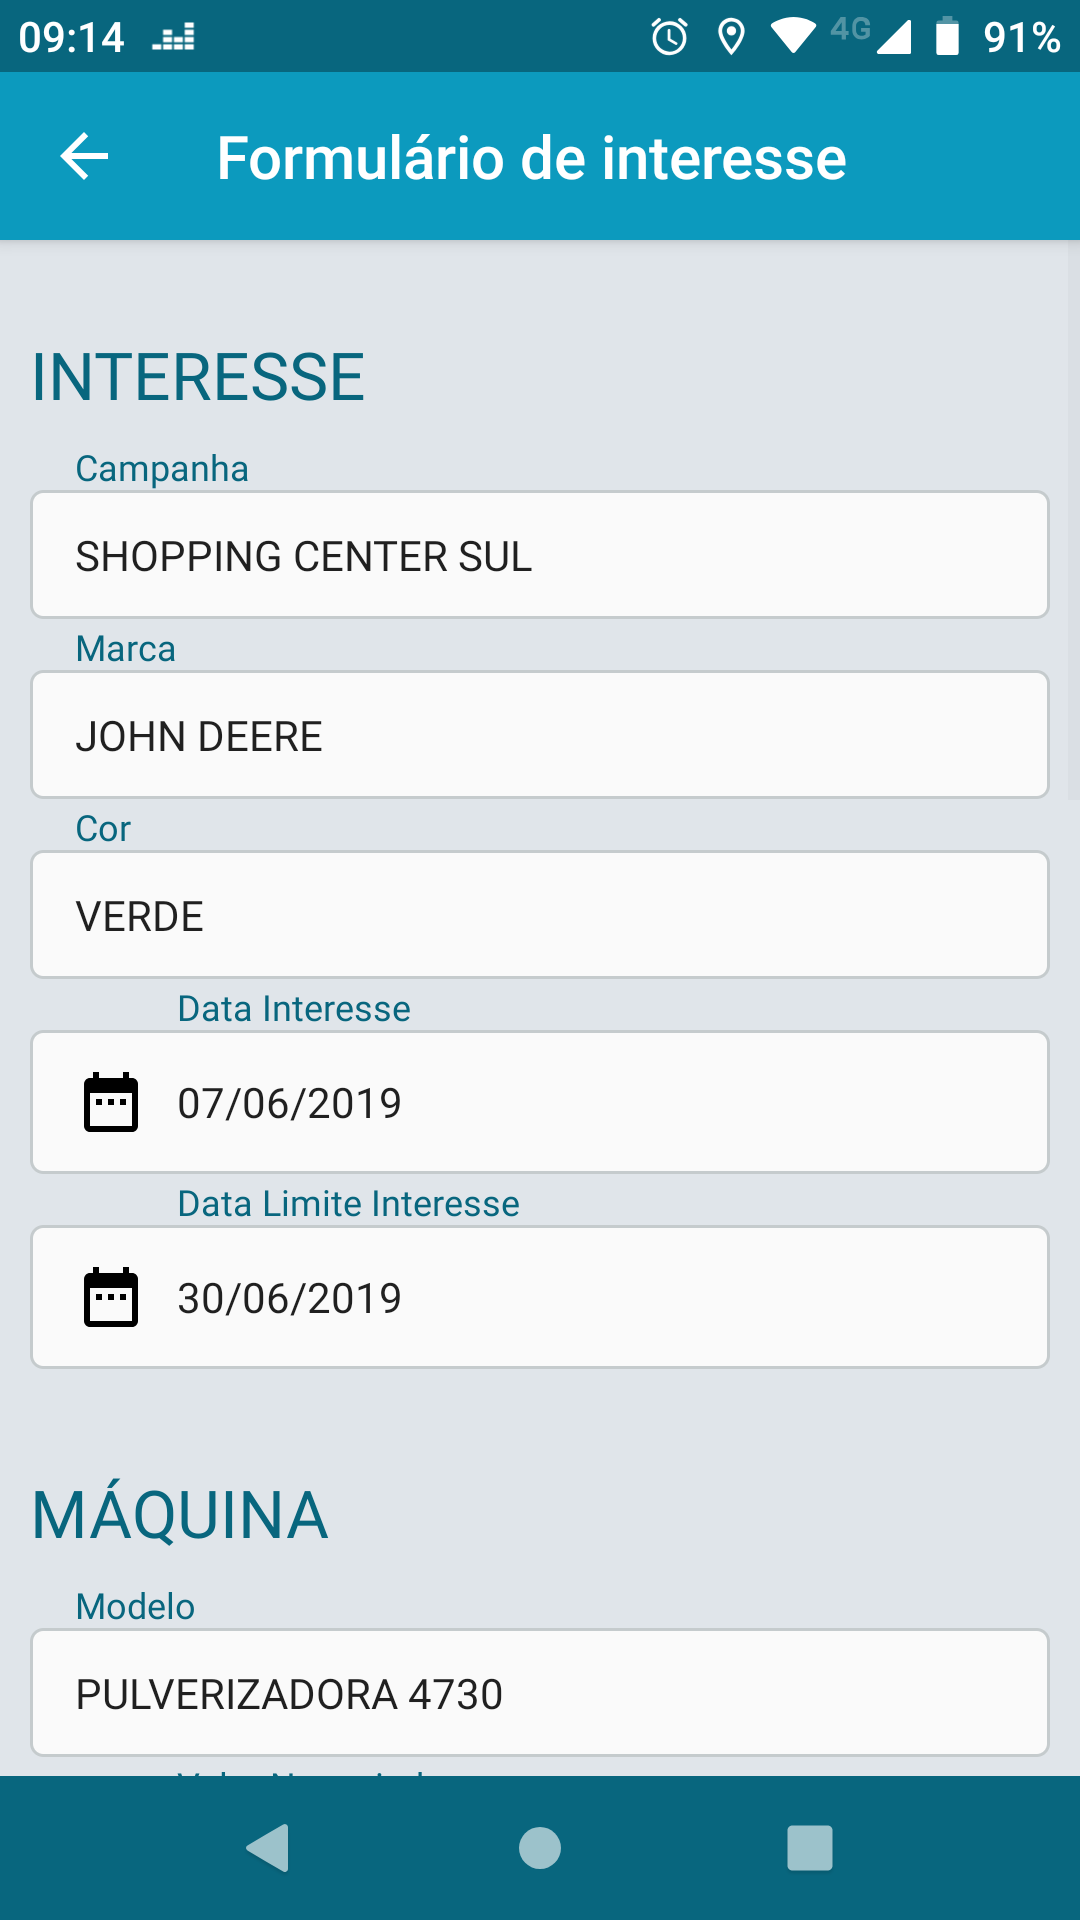 09:14 4G 91%
Formulário de interesse
INTERESSE
Campanha
SHOPPING CENTER SUL
Marca
JOHN DEERE
Cor
VERDE
Data Interesse
07/06/2019
Data Limite Interesse
30/06/2019
MÁQUINA
Modelo
PULVERIZADORA 4730